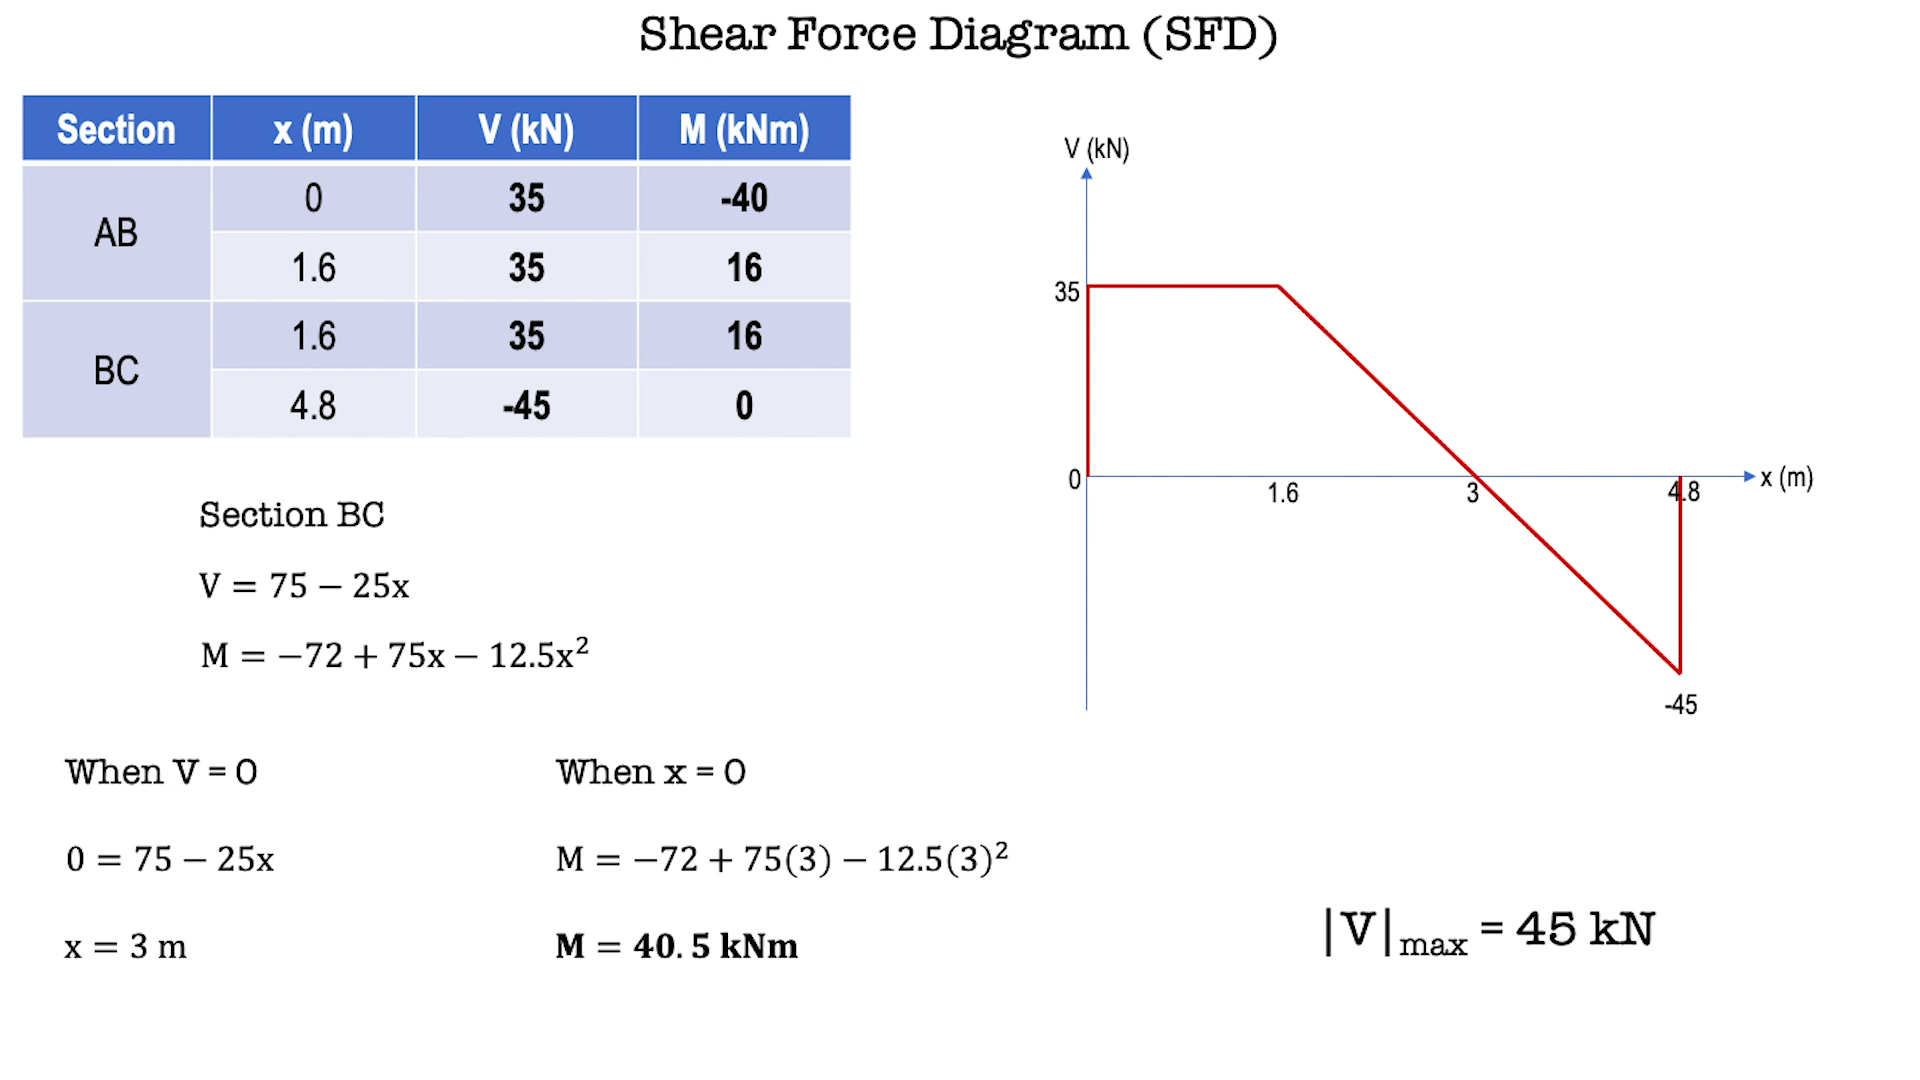 Shear Force Diagram (SFD)
Section x (m) V (kN) M (kNm)
AB 0 35 -40
1.6 35 16
BC 1.6 35 16
4.8 -45 0
V (kN)
35
0
1.6
3
4.8
x (m)
-45
Section BC
V = 75 − 25x
M = −72 + 75x − 12.5x²
When V = 0
0 = 75 − 25x
x = 3 m
When x = 0
M = −72 + 75(3) − 12.5(3)²
M = 40. 5 kNm
|V|max = 45 kN